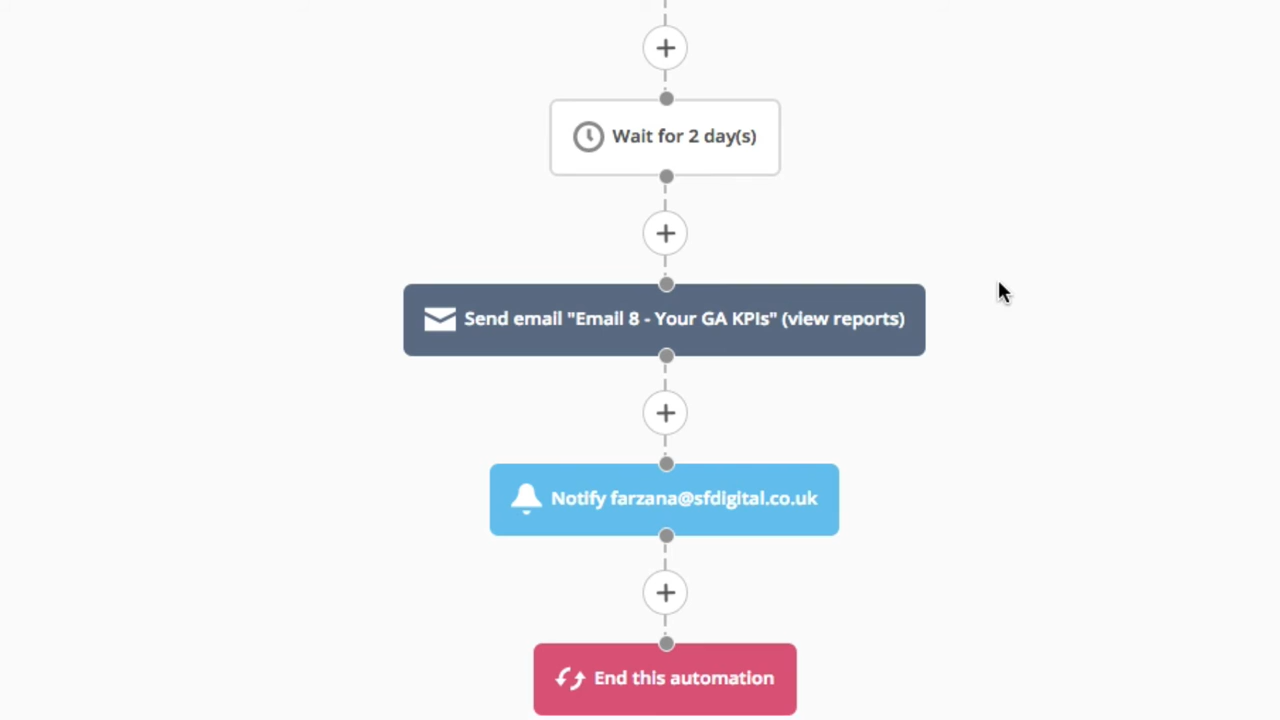 Wait for 2 day(s)
Send email "Email 8 - Your GA KPIs" (view reports)
Notify farzana@sfdigital.co.uk
End this automation